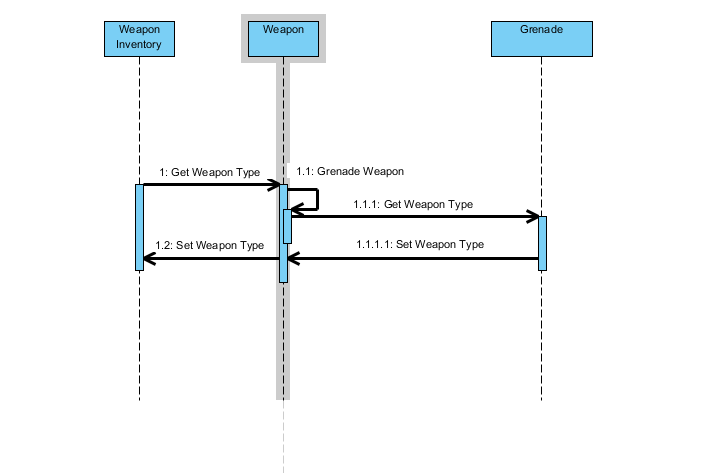 Weapon
Inventory
Weapon
Grenade
1: Get Weapon Type
1.1: Grenade Weapon
1.1.1: Get Weapon Type
1.2: Set Weapon Type
1.1.1.1: Set Weapon Type